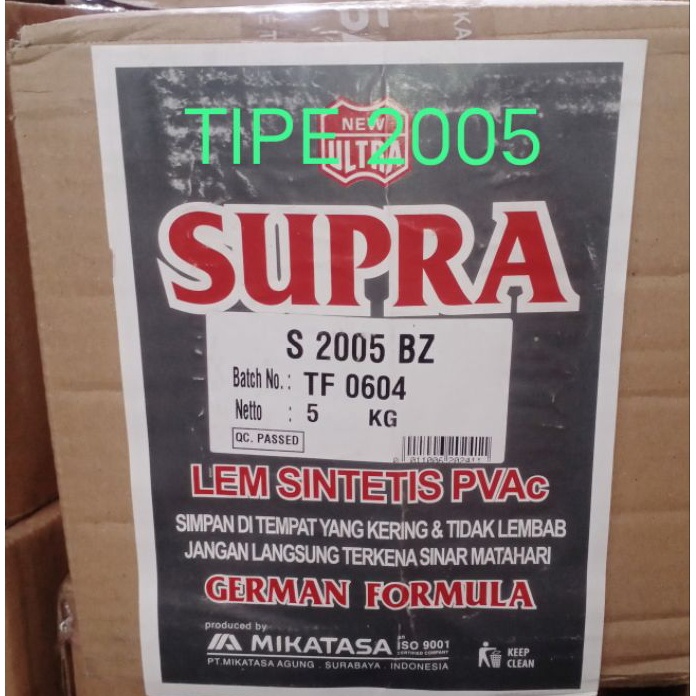 TIPE 2005
NEW
ULTRA
SUPRA
S 2005 BZ
Batch No. : TF 0604
Netto : 5 KG
QC. PASSED
LEM SINTETIS PVAc
SIMPAN DI TEMPAT YANG KERING & TIDAK LEMBAB
JANGAN LANGSUNG TERKENA SINAR MATAHARI
GERMAN FORMULA
produced by
MIKATASA
ISO 9001
CERTIFIED COMPANY
PT.MIKATASA AGUNG . SURABAYA . INDONESIA
KEEP
CLEAN